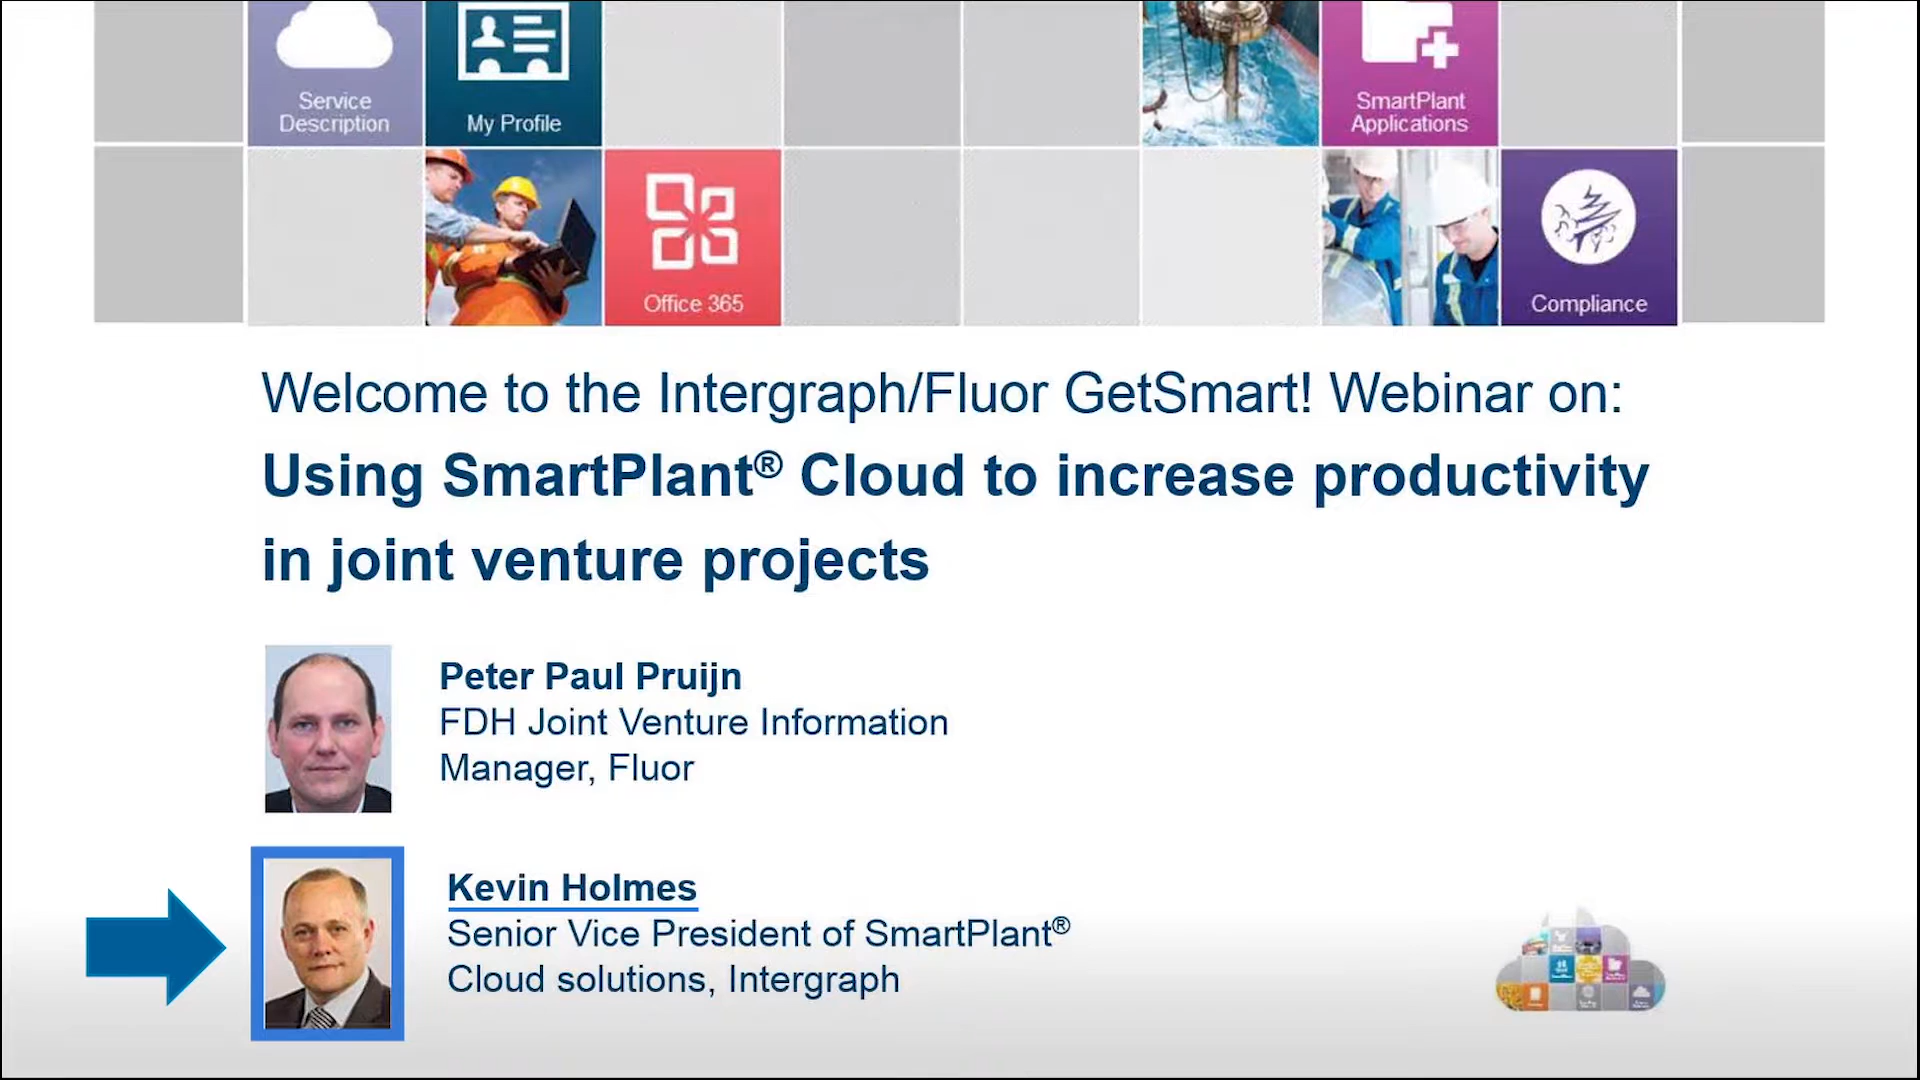 Service
Description
My Profile
SmartPlant
Applications
Office 365
Compliance
Welcome to the Intergraph/Fluor GetSmart! Webinar on:
Using SmartPlant® Cloud to increase productivity
in joint venture projects
Peter Paul Pruijn
FDH Joint Venture Information
Manager, Fluor
Kevin Holmes
Senior Vice President of SmartPlant®
Cloud solutions, Intergraph